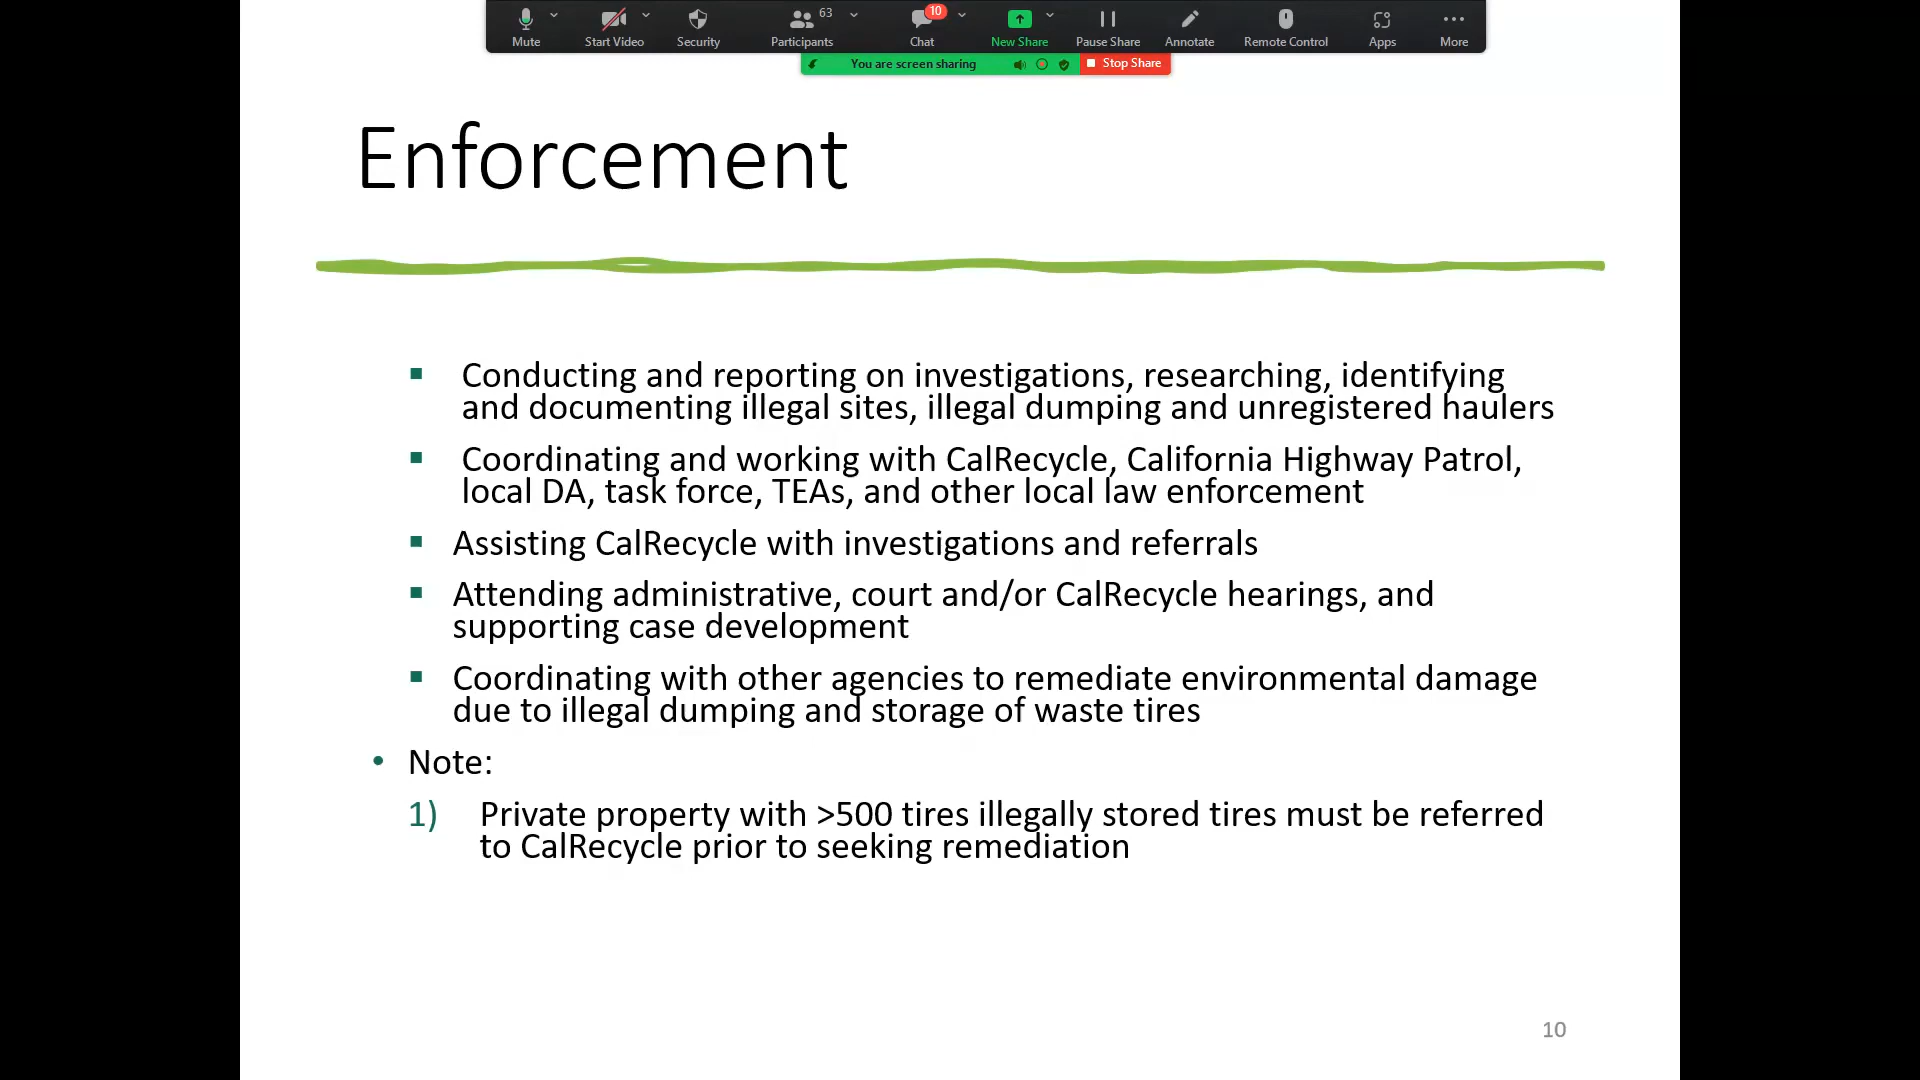 63
10
Mute
Start Video
Security
Participants
Chat
New Share
Pause Share
Annotate
Remote Control
Apps
More
You are screen sharing
Stop Share
Enforcement
▪ Conducting and reporting on investigations, researching, identifying
and documenting illegal sites, illegal dumping and unregistered haulers
▪ Coordinating and working with CalRecycle, California Highway Patrol,
local DA, task force, TEAs, and other local law enforcement
▪ Assisting CalRecycle with investigations and referrals
▪ Attending administrative, court and/or CalRecycle hearings, and
supporting case development
▪ Coordinating with other agencies to remediate environmental damage
due to illegal dumping and storage of waste tires
• Note:
1) Private property with >500 tires illegally stored tires must be referred
to CalRecycle prior to seeking remediation
10